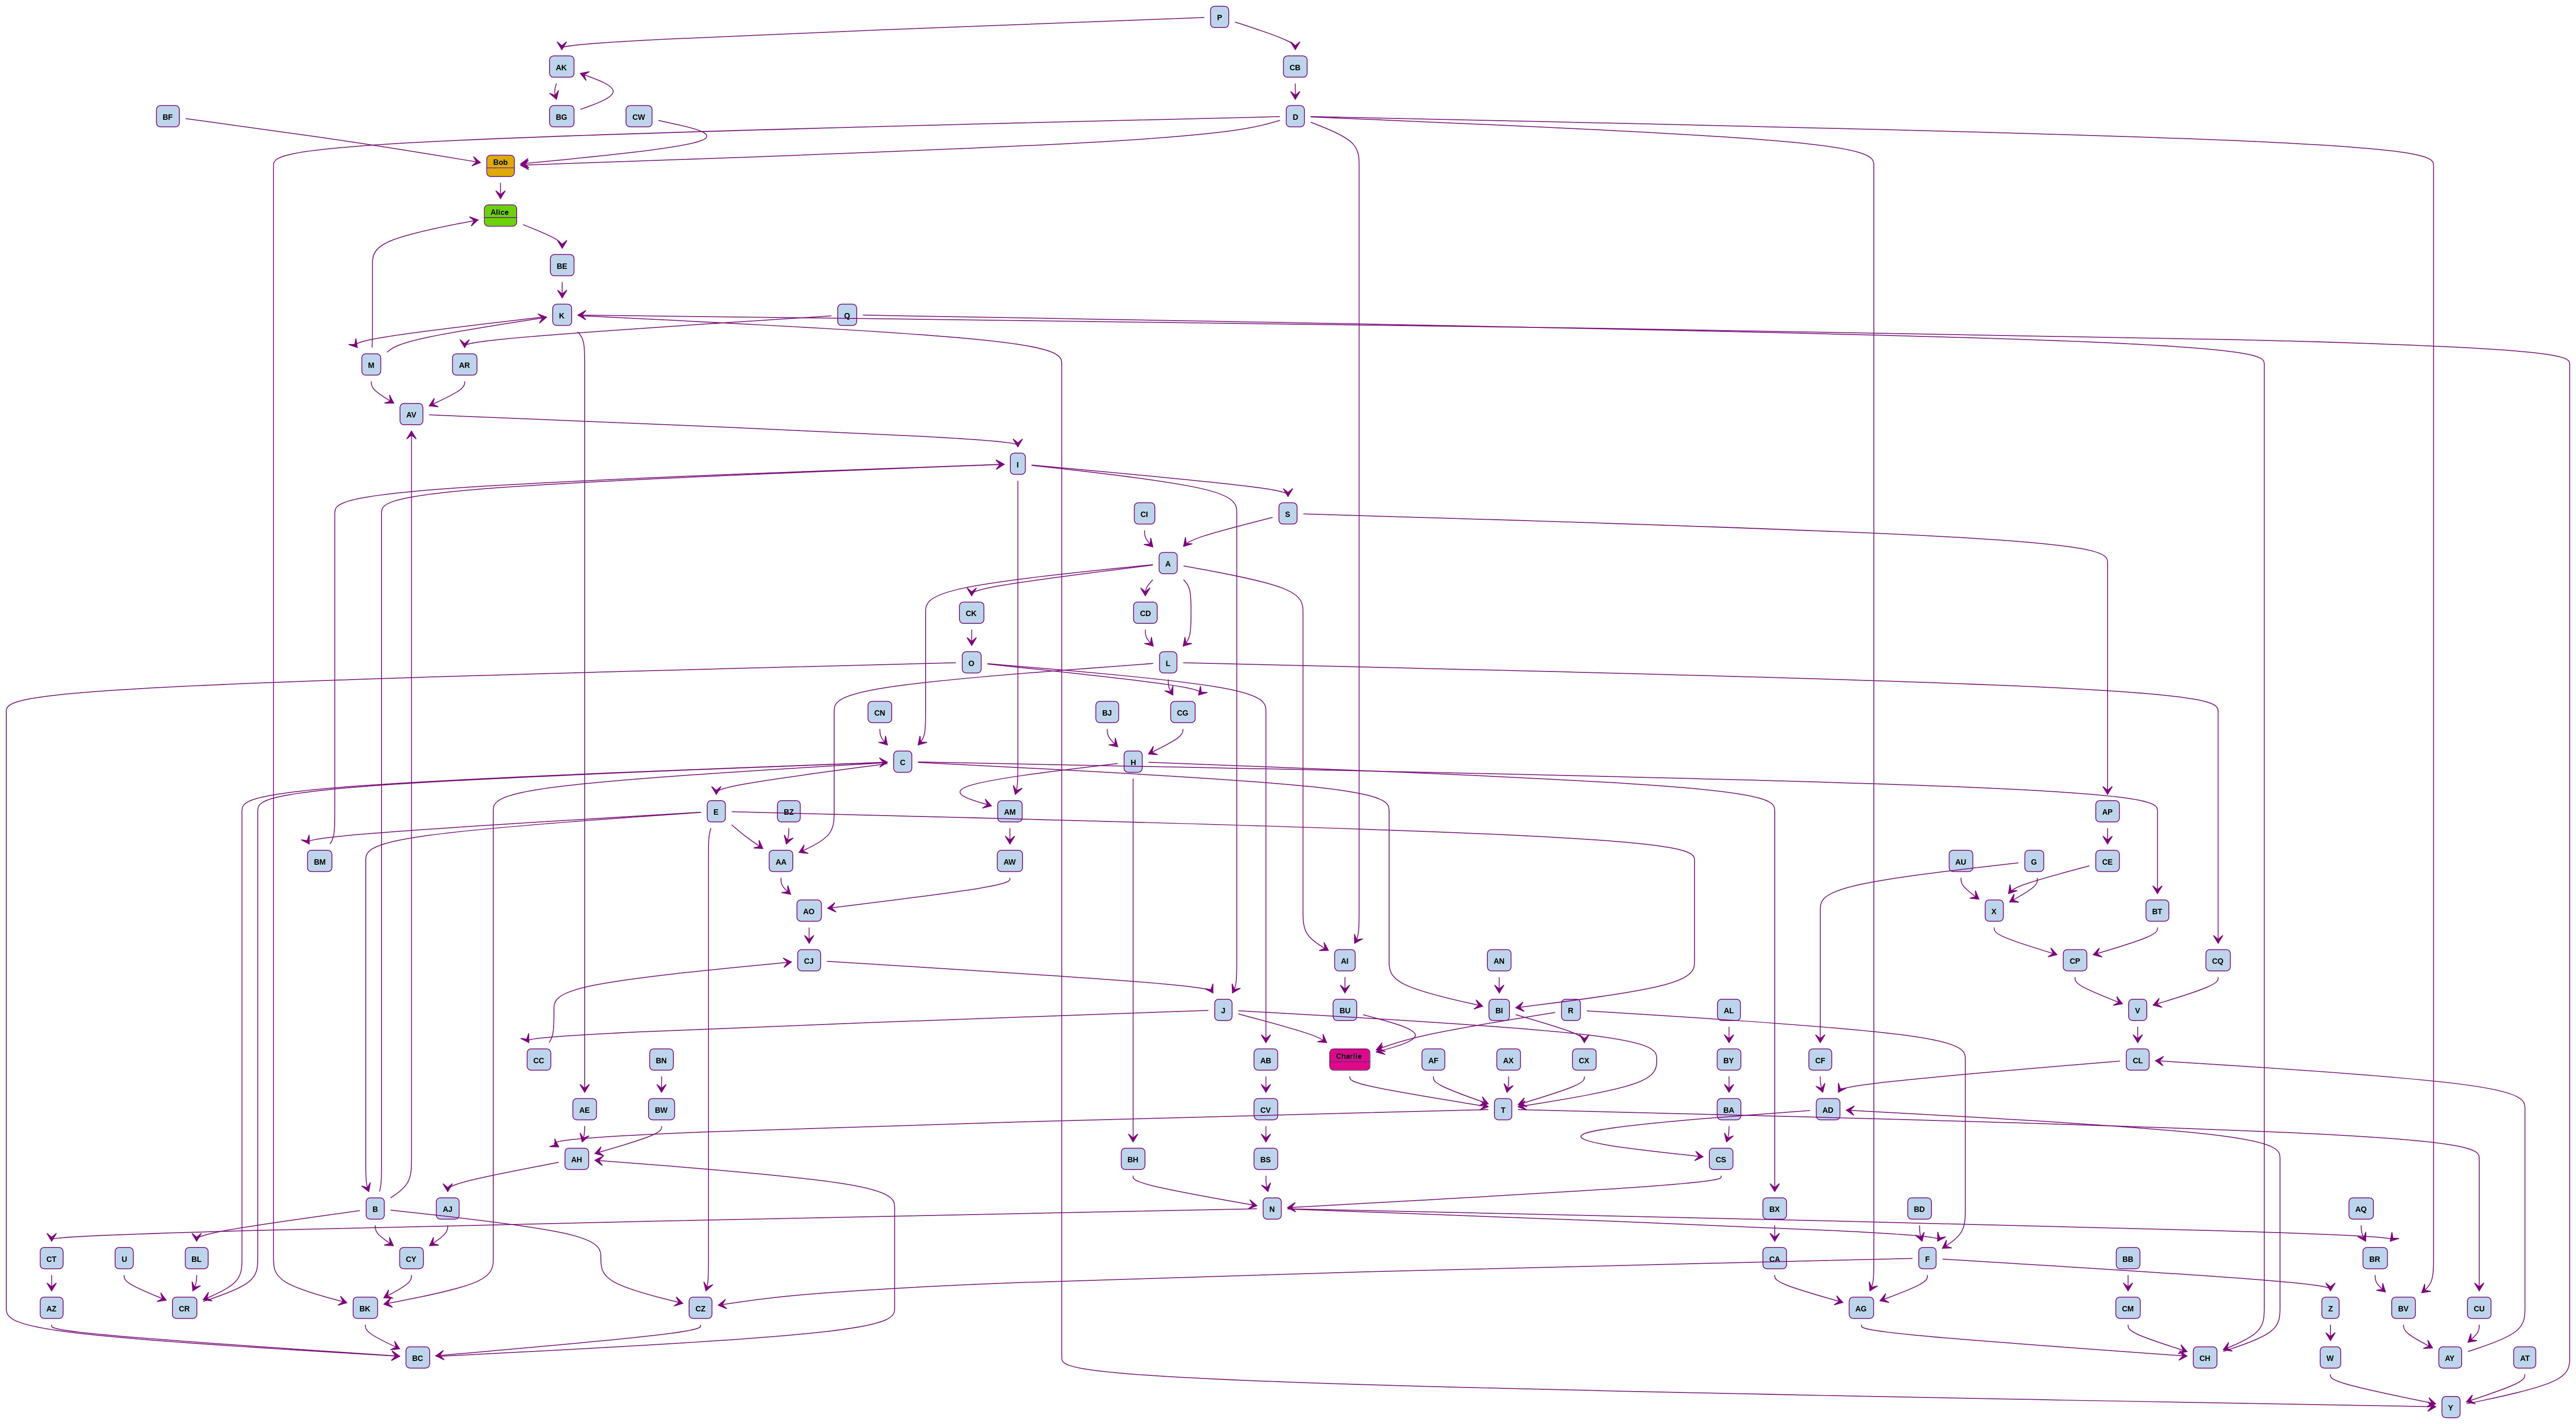 P
AK
CB
BF
BG
CW
D
Bob
Alice
BE
K
Q
M
AR
AV
I
CI
S
A
CK
CD
O
L
CN
BJ
CG
C
H
E
BZ
AM
AP
BM
AA
AW
AU
G
CE
AO
X
BT
CJ
AI
AN
CP
CQ
J
BU
BI
R
AL
V
CC
BN
AB
Charlie
AF
AX
CX
BY
CF
CL
AE
BW
CV
T
BA
AD
AH
BH
BS
CS
B
AJ
N
BX
BD
AQ
CT
U
BL
CY
CA
F
BB
BR
AZ
CR
BK
CZ
AG
CM
Z
BV
CU
BC
CH
W
AY
AT
Y